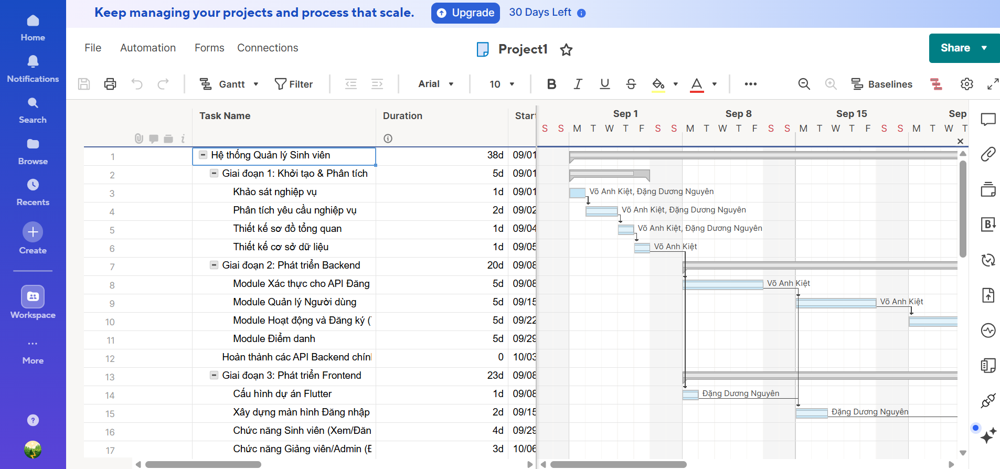 Keep managing your projects and process that scale.
Upgrade
30 Days Left
Home
Notifications
Search
Browse
Recents
Create
Workspace
More
File
Automation
Forms
Connections
Project1
Share
Gantt
Filter
Arial
10
B
I
U
S
A
Baselines
Task Name
Duration
Start
Sep 1
Sep 8
Sep 15
Sep
S S M T W T F S S M T W T F S S M T W T F S S M T W T
1 Hệ thống Quản lý Sinh viên 38d 09/01
2 Giai đoạn 1: Khởi tạo & Phân tích 5d 09/01
3 Khảo sát nghiệp vụ 1d 09/01 Võ Anh Kiệt, Đặng Dương Nguyên
4 Phân tích yêu cầu nghiệp vụ 2d 09/02 Võ Anh Kiệt, Đặng Dương Nguyên
5 Thiết kế sơ đồ tổng quan 1d 09/04 Võ Anh Kiệt, Đặng Dương Nguyên
6 Thiết kế cơ sở dữ liệu 1d 09/05 Võ Anh Kiệt
7 Giai đoạn 2: Phát triển Backend 20d 09/08
8 Module Xác thực cho API Đăng 5d 09/08 Võ Anh Kiệt
9 Module Quản lý Người dùng 5d 09/15 Võ Anh Kiệt
10 Module Hoạt động và Đăng ký ( 5d 09/22
11 Module Điểm danh 5d 09/29
12 Hoàn thành các API Backend chính 0 10/03
13 Giai đoạn 3: Phát triển Frontend 23d 09/08
14 Cấu hình dự án Flutter 1d 09/08 Đặng Dương Nguyên
15 Xây dựng màn hình Đăng nhập 2d 09/15 Đặng Dương Nguyên
16 Chức năng Sinh viên (Xem/Đăn 4d 09/29
17 Chức năng Giảng viên/Admin (Đ 3d 10/06